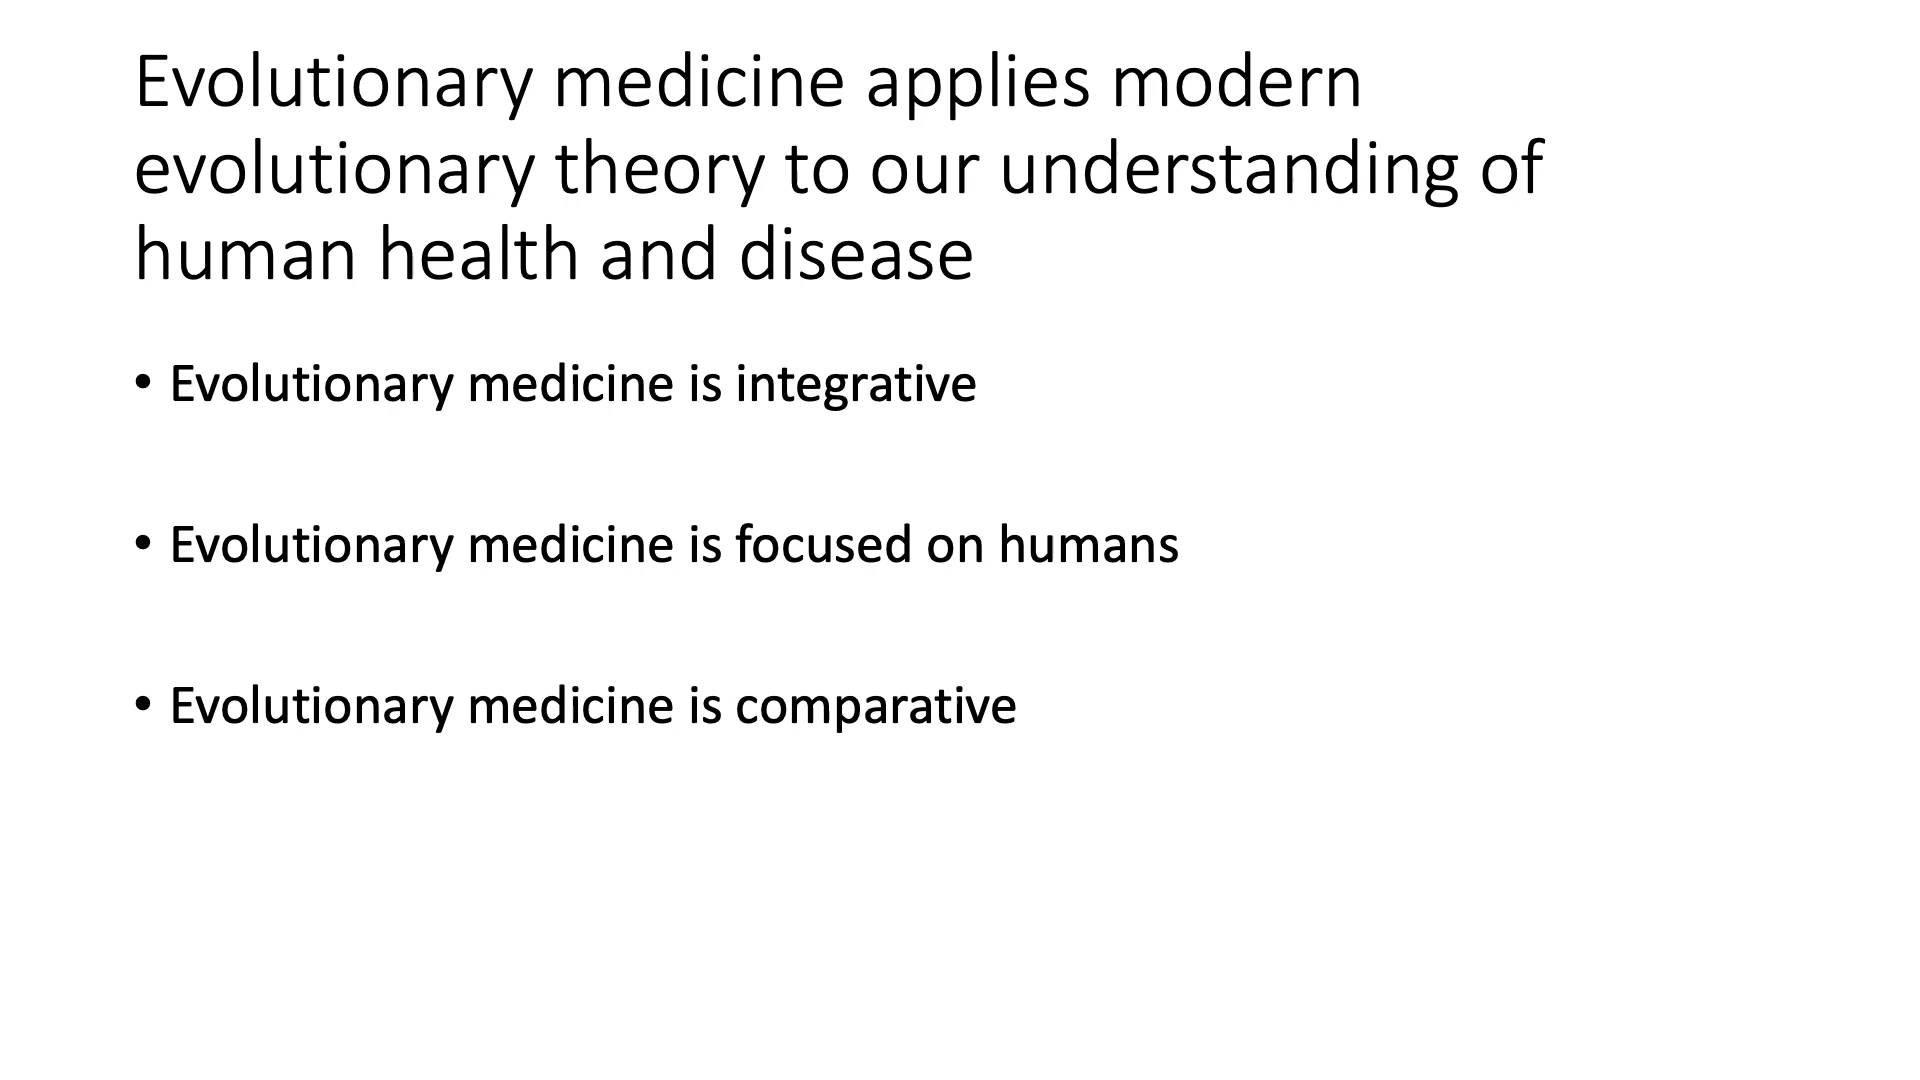 Evolutionary medicine applies modern
evolutionary theory to our understanding of
human health and disease
• Evolutionary medicine is integrative
• Evolutionary medicine is focused on humans
• Evolutionary medicine is comparative